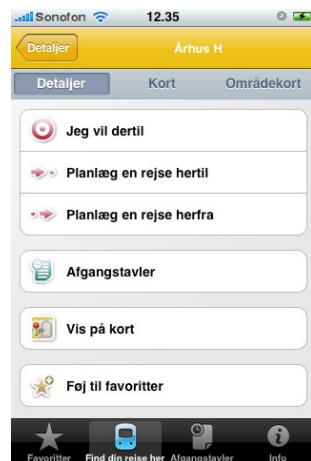 Sonofon 12.35
Detaljer Århus H
Detaljer Kort Områdekort
Jeg vil dertil
Planlæg en rejse hertil
Planlæg en rejse herfra
Afgangstavler
Vis på kort
Føj til favoritter
Favoritter Find din rejse her Afgangstavler Info